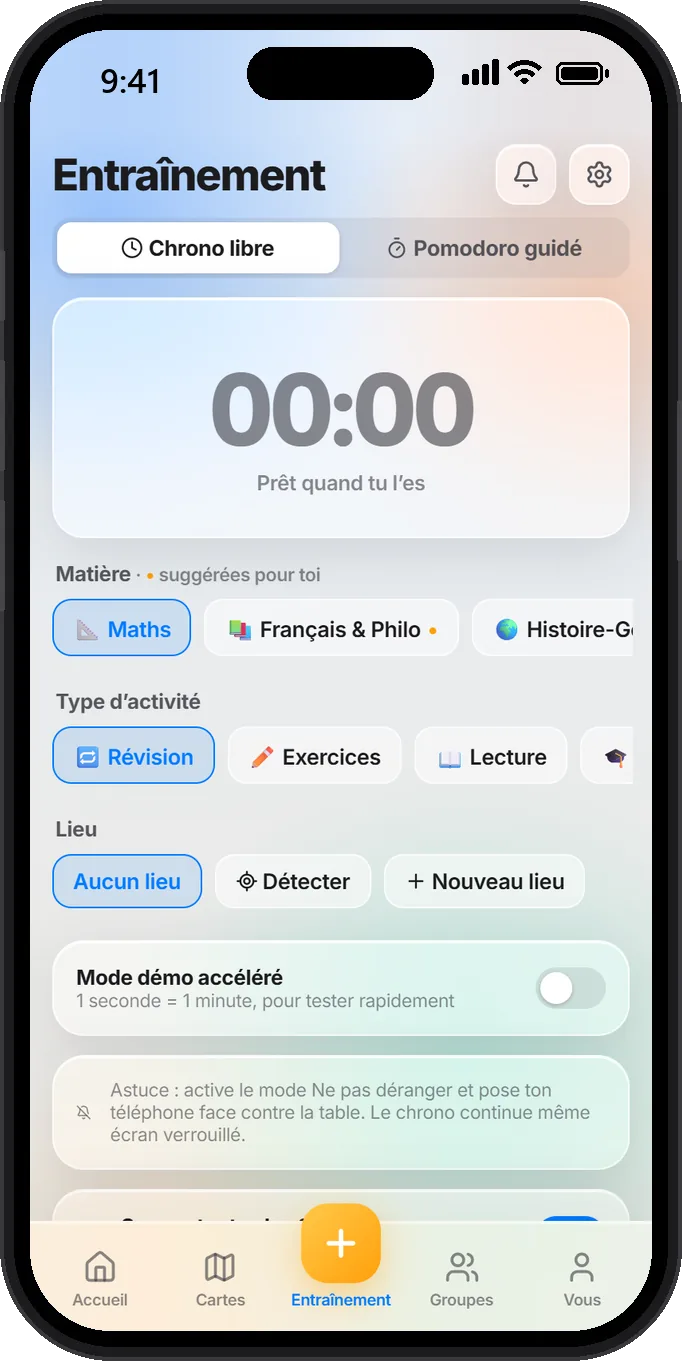 9:41
Entraînement
Chrono libre
Pomodoro guidé
00:00
Prêt quand tu l’es
Matière · • suggérées pour toi
Maths
Français & Philo
Histoire-G
Type d’activité
Révision
Exercices
Lecture
Lieu
Aucun lieu
Détecter
+ Nouveau lieu
Mode démo accéléré
1 seconde = 1 minute, pour tester rapidement
Astuce : active le mode Ne pas déranger et pose ton
téléphone face contre la table. Le chrono continue même
écran verrouillé.
Accueil
Cartes
Entraînement
Groupes
Vous